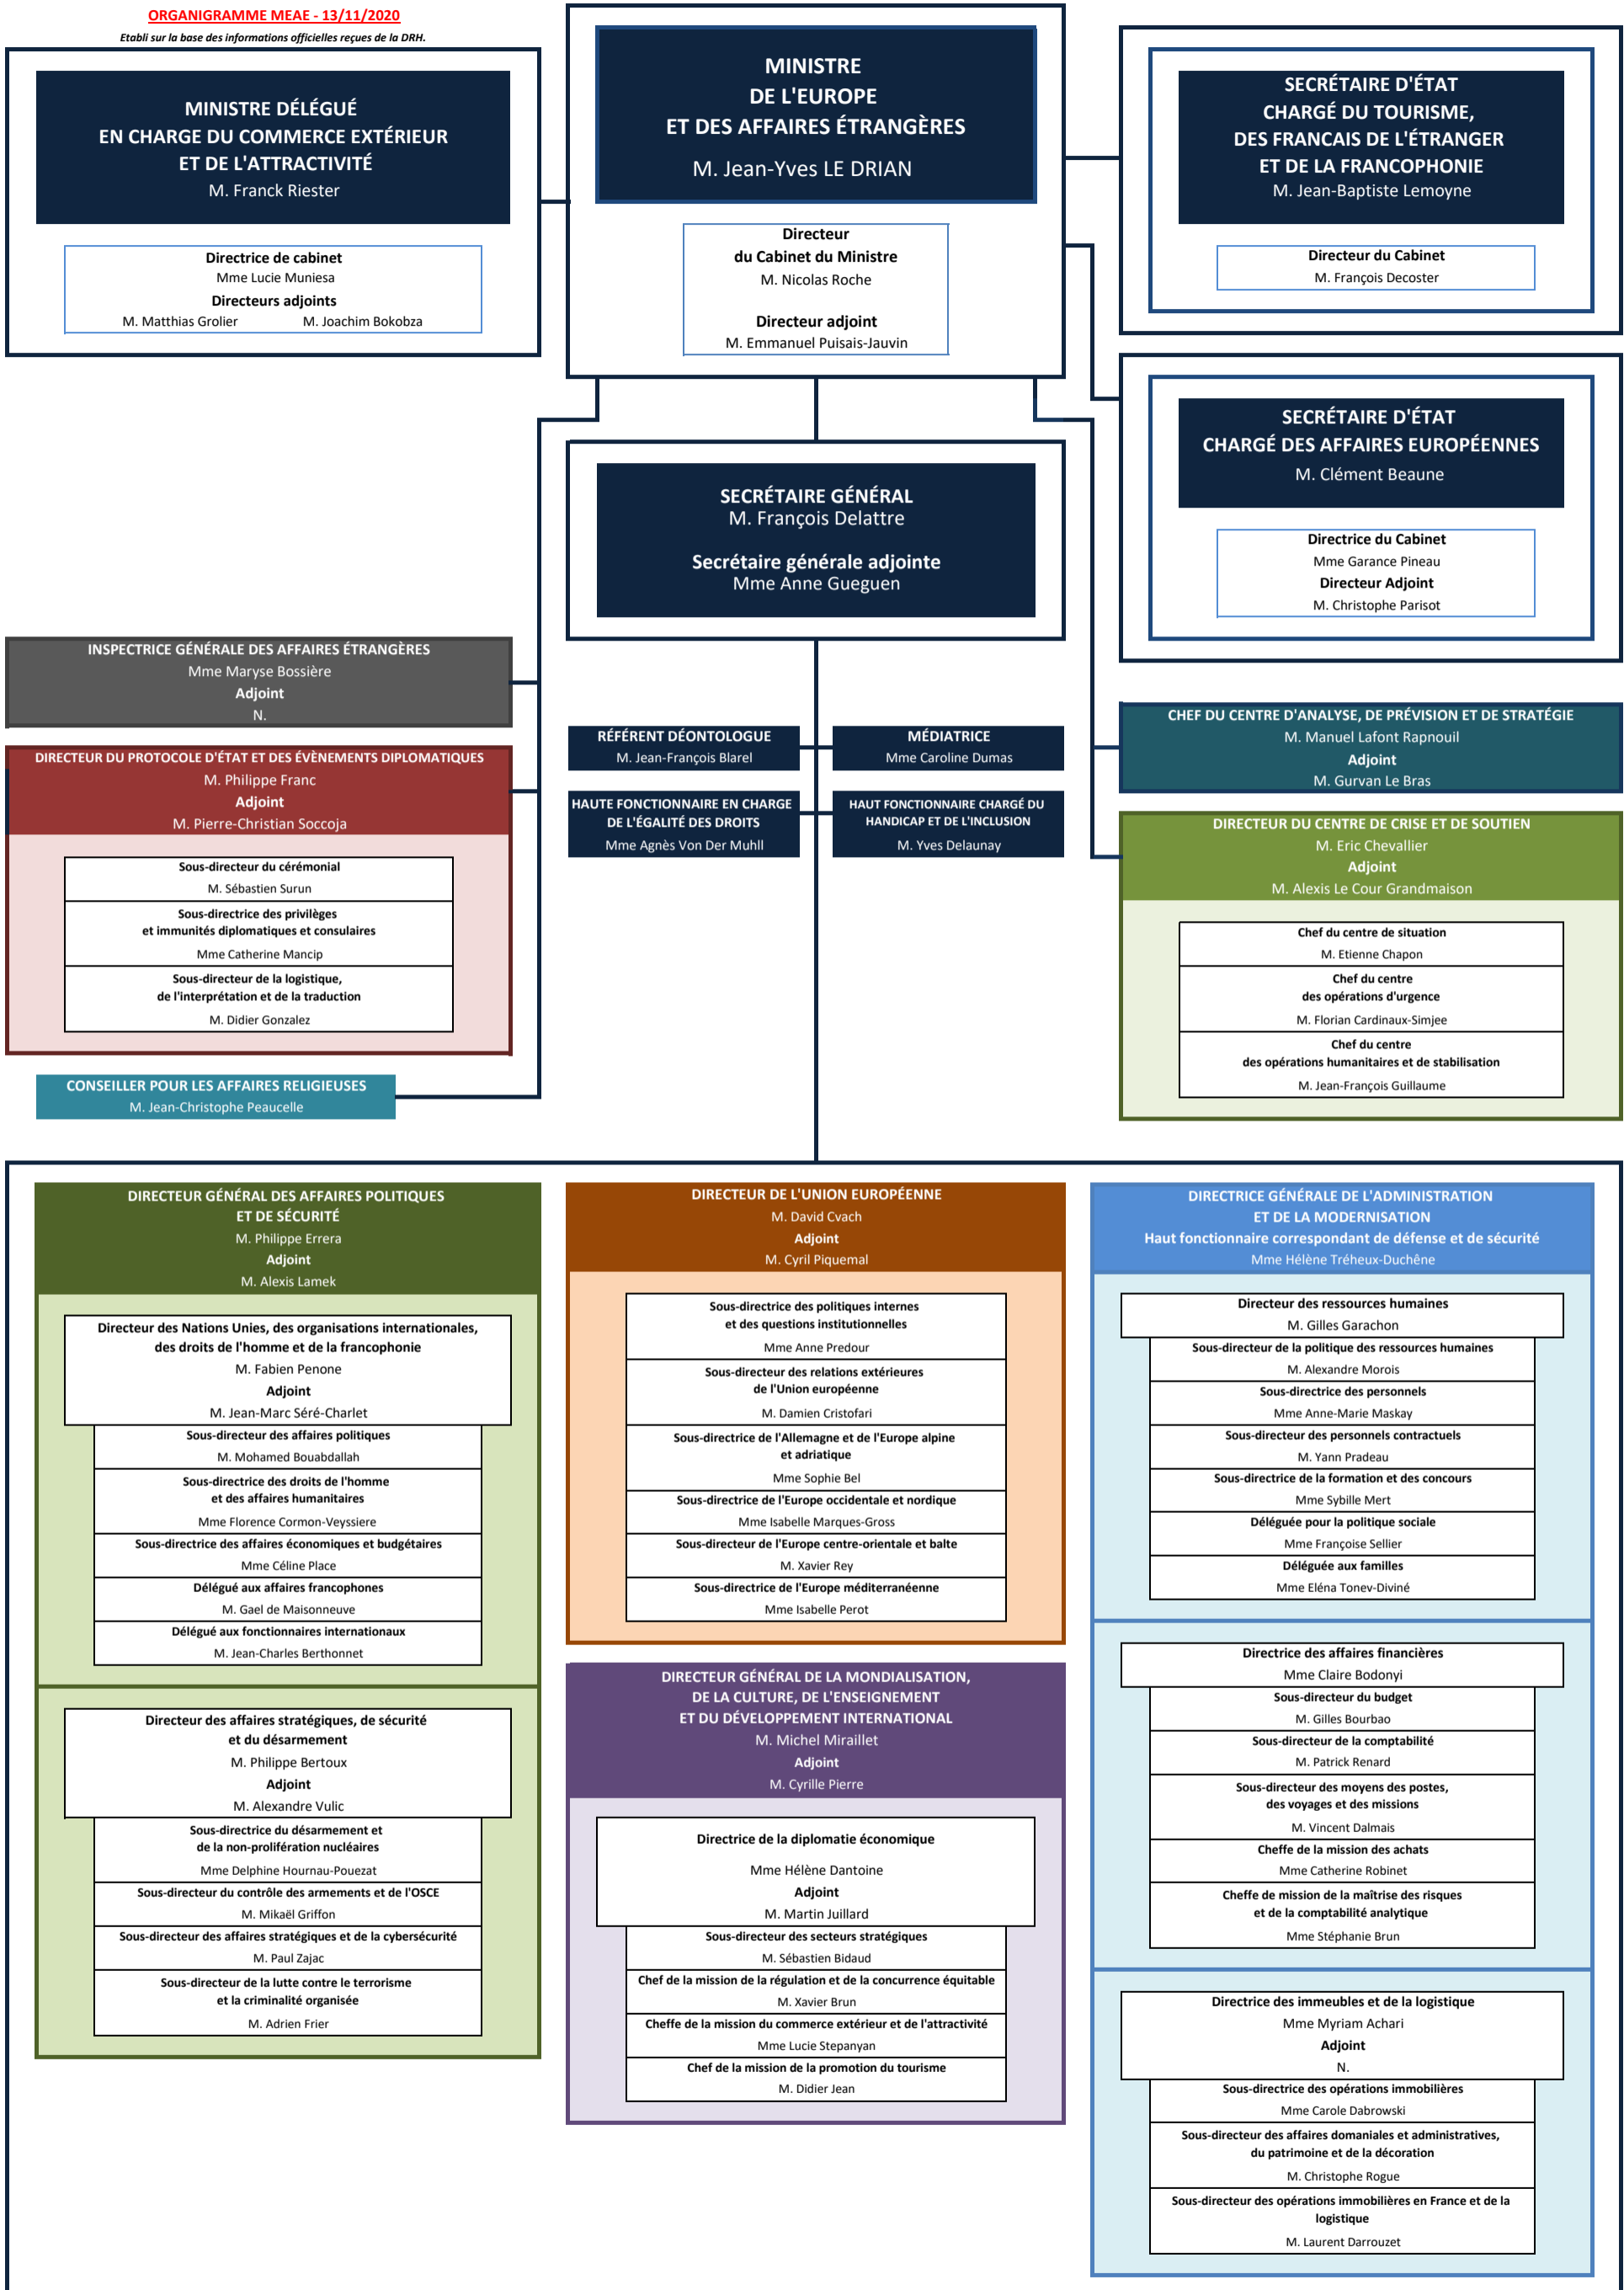 ORGANIGRAMME MEAE - 13/11/2020
Etabli sur la base des informations officielles reçues de la DRH.
MINISTRE DÉLÉGUÉ
EN CHARGE DU COMMERCE EXTÉRIEUR
ET DE L'ATTRACTIVITÉ
M. Franck Riester
Directrice de cabinet
Mme Lucie Muniesa
Directeurs adjoints
M. Matthias Grolier M. Joachim Bokobza
MINISTRE
DE L'EUROPE
ET DES AFFAIRES ÉTRANGÈRES
M. Jean-Yves LE DRIAN
Directeur
du Cabinet du Ministre
M. Nicolas Roche
Directeur adjoint
M. Emmanuel Puisais-Jauvin
SECRÉTAIRE D'ÉTAT
CHARGÉ DU TOURISME,
DES FRANCAIS DE L'ÉTRANGER
ET DE LA FRANCOPHONIE
M. Jean-Baptiste Lemoyne
Directeur du Cabinet
M. François Decoster
SECRÉTAIRE D'ÉTAT
CHARGÉ DES AFFAIRES EUROPÉENNES
M. Clément Beaune
Directrice du Cabinet
Mme Garance Pineau
Directeur Adjoint
M. Christophe Parisot
SECRÉTAIRE GÉNÉRAL
M. François Delattre
Secrétaire générale adjointe
Mme Anne Gueguen
INSPECTRICE GÉNÉRALE DES AFFAIRES ÉTRANGÈRES
Mme Maryse Bossière
Adjoint
N.
DIRECTEUR DU PROTOCOLE D'ÉTAT ET DES ÉVÈNEMENTS DIPLOMATIQUES
M. Philippe Franc
Adjoint
M. Pierre-Christian Soccoja
Sous-directeur du cérémonial
M. Sébastien Surun
Sous-directrice des privilèges
et immunités diplomatiques et consulaires
Mme Catherine Mancip
Sous-directeur de la logistique,
de l'interprétation et de la traduction
M. Didier Gonzalez
CONSEILLER POUR LES AFFAIRES RELIGIEUSES
M. Jean-Christophe Peaucelle
RÉFÉRENT DÉONTOLOGUE
M. Jean-François Blarel
MÉDIATRICE
Mme Caroline Dumas
HAUTE FONCTIONNAIRE EN CHARGE
DE L'ÉGALITÉ DES DROITS
Mme Agnès Von Der Muhll
HAUT FONCTIONNAIRE CHARGÉ DU
HANDICAP ET DE L'INCLUSION
M. Yves Delaunay
CHEF DU CENTRE D'ANALYSE, DE PRÉVISION ET DE STRATÉGIE
M. Manuel Lafont Rapnouil
Adjoint
M. Gurvan Le Bras
DIRECTEUR DU CENTRE DE CRISE ET DE SOUTIEN
M. Eric Chevallier
Adjoint
M. Alexis Le Cour Grandmaison
Chef du centre de situation
M. Etienne Chapon
Chef du centre
des opérations d'urgence
M. Florian Cardinaux-Simjee
Chef du centre
des opérations humanitaires et de stabilisation
M. Jean-François Guillaume
DIRECTEUR GÉNÉRAL DES AFFAIRES POLITIQUES
ET DE SÉCURITÉ
M. Philippe Errera
Adjoint
M. Alexis Lamek
Directeur des Nations Unies, des organisations internationales,
des droits de l'homme et de la francophonie
M. Fabien Penone
Adjoint
M. Jean-Marc Séré-Charlet
Sous-directeur des affaires politiques
M. Mohamed Bouabdallah
Sous-directrice des droits de l'homme
et des affaires humanitaires
Mme Florence Cormon-Veyssiere
Sous-directrice des affaires économiques et budgétaires
Mme Céline Place
Délégué aux affaires francophones
M. Gael de Maisonneuve
Délégué aux fonctionnaires internationaux
M. Jean-Charles Berthonnet
Directeur des affaires stratégiques, de sécurité
et du désarmement
M. Philippe Bertoux
Adjoint
M. Alexandre Vulic
Sous-directrice du désarmement et
de la non-prolifération nucléaires
Mme Delphine Hournau-Pouezat
Sous-directeur du contrôle des armements et de l'OSCE
M. Mikaël Griffon
Sous-directeur des affaires stratégiques et de la cybersécurité
M. Paul Zajac
Sous-directeur de la lutte contre le terrorisme
et la criminalité organisée
M. Adrien Frier
DIRECTEUR DE L'UNION EUROPÉENNE
M. David Cvach
Adjoint
M. Cyril Piquemal
Sous-directrice des politiques internes
et des questions institutionnelles
Mme Anne Predour
Sous-directeur des relations extérieures
de l'Union européenne
M. Damien Cristofari
Sous-directrice de l'Allemagne et de l'Europe alpine
et adriatique
Mme Sophie Bel
Sous-directrice de l'Europe occidentale et nordique
Mme Isabelle Marques-Gross
Sous-directeur de l'Europe centre-orientale et balte
M. Xavier Rey
Sous-directrice de l'Europe méditerranéenne
Mme Isabelle Perot
DIRECTEUR GÉNÉRAL DE LA MONDIALISATION,
DE LA CULTURE, DE L'ENSEIGNEMENT
ET DU DÉVELOPPEMENT INTERNATIONAL
M. Michel Miraillet
Adjoint
M. Cyrille Pierre
Directrice de la diplomatie économique
Mme Hélène Dantoine
Adjoint
M. Martin Juillard
Sous-directeur des secteurs stratégiques
M. Sébastien Bidaud
Chef de la mission de la régulation et de la concurrence équitable
M. Xavier Brun
Cheffe de la mission du commerce extérieur et de l'attractivité
Mme Lucie Stepanyan
Chef de la mission de la promotion du tourisme
M. Didier Jean
DIRECTRICE GÉNÉRALE DE L'ADMINISTRATION
ET DE LA MODERNISATION
Haut fonctionnaire correspondant de défense et de sécurité
Mme Hélène Tréheux-Duchêne
Directeur des ressources humaines
M. Gilles Garachon
Sous-directeur de la politique des ressources humaines
M. Alexandre Morois
Sous-directrice des personnels
Mme Anne-Marie Maskay
Sous-directeur des personnels contractuels
M. Yann Pradeau
Sous-directrice de la formation et des concours
Mme Sybille Mert
Déléguée pour la politique sociale
Mme Françoise Sellier
Déléguée aux familles
Mme Eléna Tonev-Diviné
Directrice des affaires financières
Mme Claire Bodonyi
Sous-directeur du budget
M. Gilles Bourbao
Sous-directeur de la comptabilité
M. Patrick Renard
Sous-directeur des moyens des postes,
des voyages et des missions
M. Vincent Dalmais
Cheffe de la mission des achats
Mme Catherine Robinet
Cheffe de mission de la maîtrise des risques
et de la comptabilité analytique
Mme Stéphanie Brun
Directrice des immeubles et de la logistique
Mme Myriam Achari
Adjoint
N.
Sous-directrice des opérations immobilières
Mme Carole Dabrowski
Sous-directeur des affaires domaniales et administratives,
du patrimoine et de la décoration
M. Christophe Rogue
Sous-directeur des opérations immobilières en France et de la
logistique
M. Laurent Darrouzet